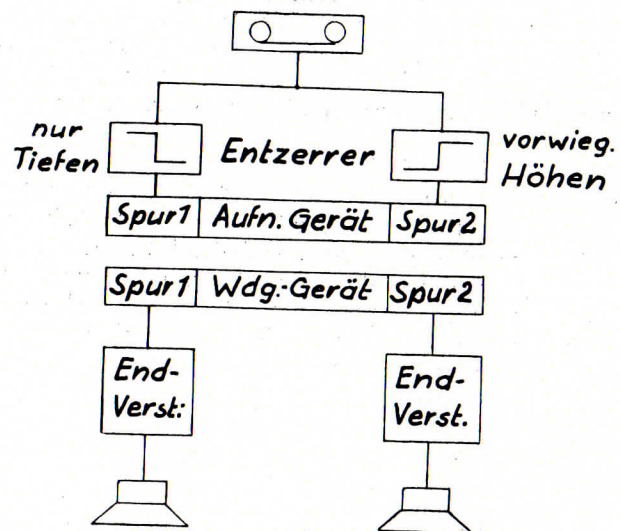 nur
Tiefen
Entzerrer
vorwieg.
Höhen
Spur1 Aufn. Gerät Spur2
Spur1 Wdg.-Gerät Spur2
End-
Verst:
End-
Verst.